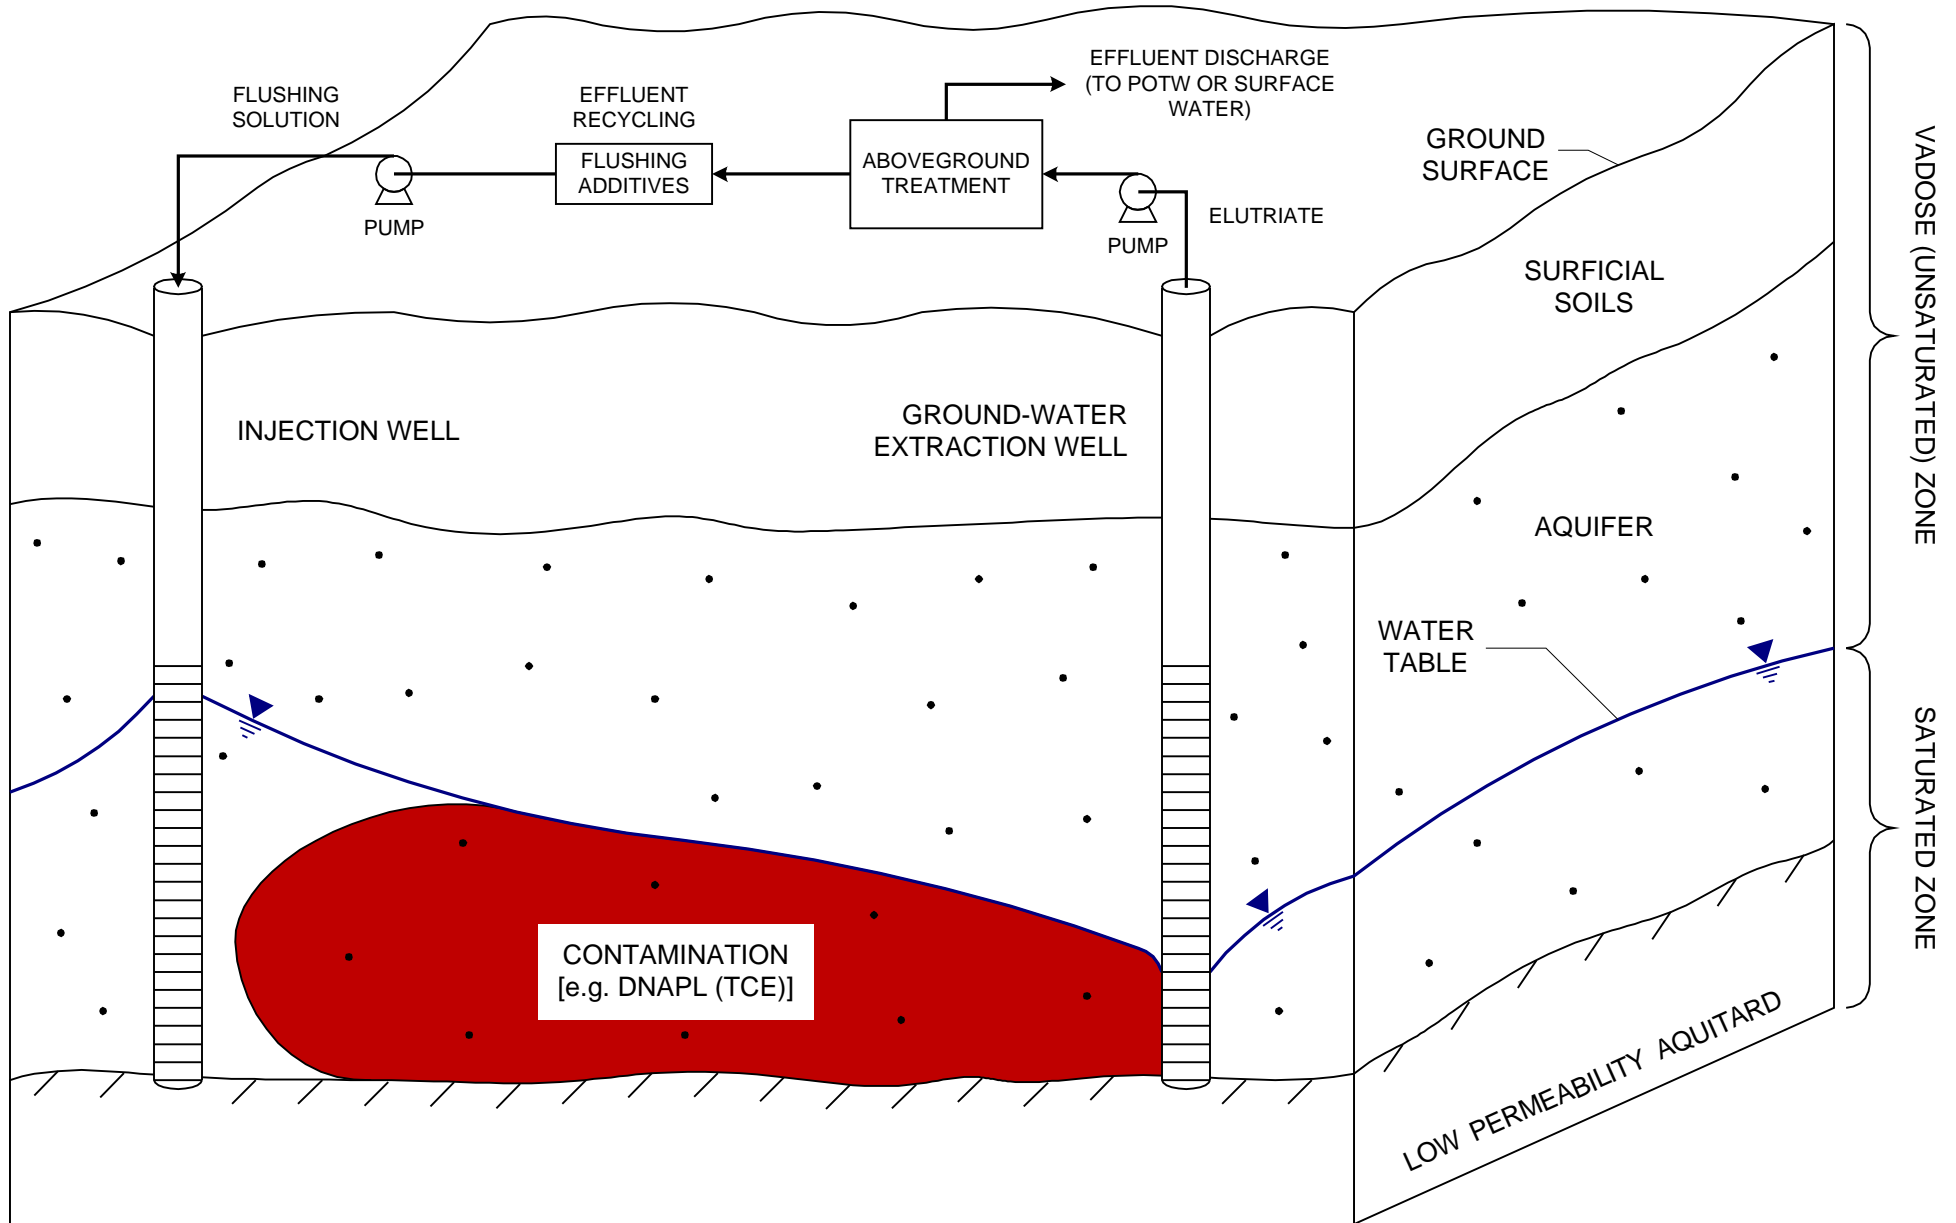 EFFLUENT DISCHARGE
(TO POTW OR SURFACE
WATER)
FLUSHING
SOLUTION
EFFLUENT
RECYCLING
FLUSHING
ADDITIVES
ABOVEGROUND
TREATMENT
PUMP
PUMP
ELUTRIATE
GROUND
SURFACE
SURFICIAL
SOILS
VADOSE (UNSATURATED) ZONE
INJECTION WELL
GROUND-WATER
EXTRACTION WELL
AQUIFER
WATER
TABLE
SATURATED ZONE
CONTAMINATION
[e.g. DNAPL (TCE)]
LOW PERMEABILITY AQUITARD